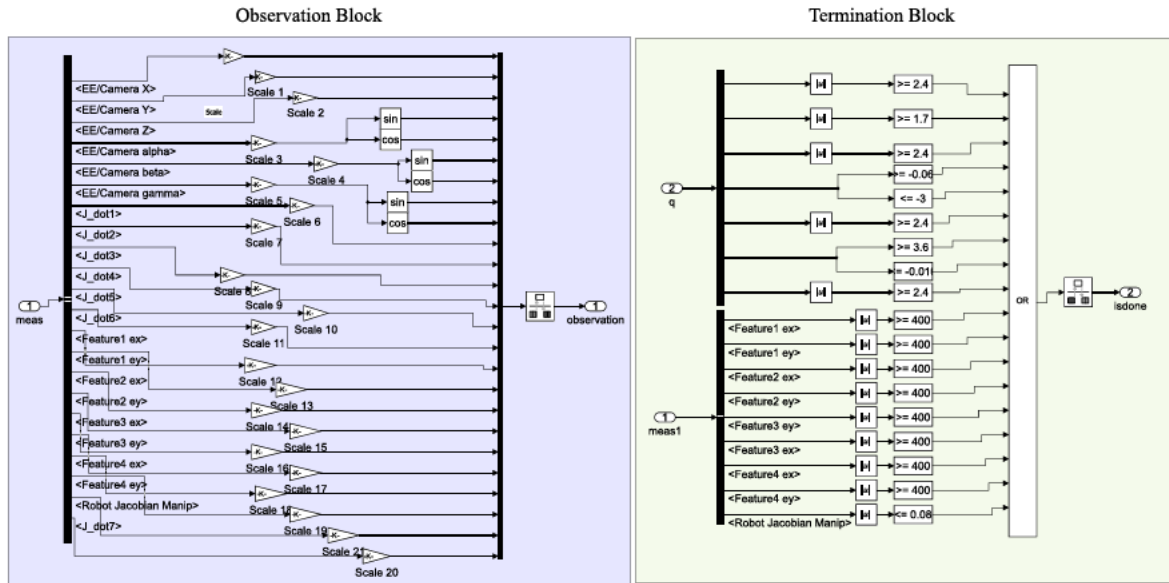 Observation Block
Termination Block
<EE/Camera X>
<EE/Camera Y>
<EE/Camera Z>
<EE/Camera alpha>
<EE/Camera beta>
<EE/Camera gamma>
<J_dot1>
<J_dot2>
<J_dot3>
<J_dot4>
<J_dot5>
<J_dot6>
<Feature1 ex>
<Feature1 ey>
<Feature2 ex>
<Feature2 ey>
<Feature3 ex>
<Feature3 ey>
<Feature4 ex>
<Feature4 ey>
<Robot Jacobian Manip>
<J_dot7>
1
meas
Scale
Scale 1
Scale 2
Scale 3
Scale 4
Scale 5
Scale 6
Scale 7
Scale 8
Scale 9
Scale 10
Scale 11
Scale 12
Scale 13
Scale 14
Scale 15
Scale 16
Scale 17
Scale 18
Scale 19
Scale 21
Scale 20
sin
cos
sin
cos
sin
cos
1
observation
2
q
|u|
>= 2.4
|u|
>= 1.7
|u|
>= 2.4
>= -0.06
<= -3
|u|
>= 2.4
>= 3.6
= -0.01
|u|
>= 2.4
1
meas1
<Feature1 ex>
|u|
>= 400
<Feature1 ey>
|u|
>= 400
<Feature2 ex>
|u|
>= 400
<Feature2 ey>
|u|
>= 400
<Feature3 ex>
|u|
>= 400
<Feature3 ey>
|u|
>= 400
<Feature4 ex>
|u|
>= 400
<Feature4 ey>
|u|
>= 400
<Robot Jacobian Manip>
|u|
<= 0.08
OR
2
isdone